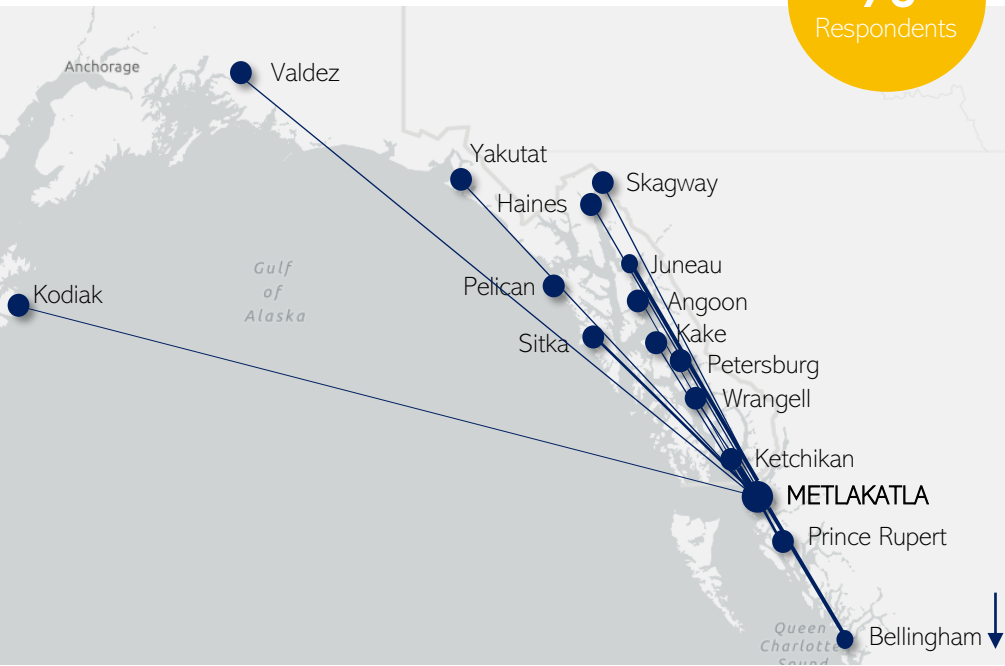 Respondents
Anchorage
Valdez
Yakutat
Skagway
Haines
Juneau
Gulf
of
Alaska
Pelican
Angoon
Kodiak
Kake
Sitka
Petersburg
Wrangell
Ketchikan
METLAKATLA
Prince Rupert
Queen
Charlotte
Sound
Bellingham